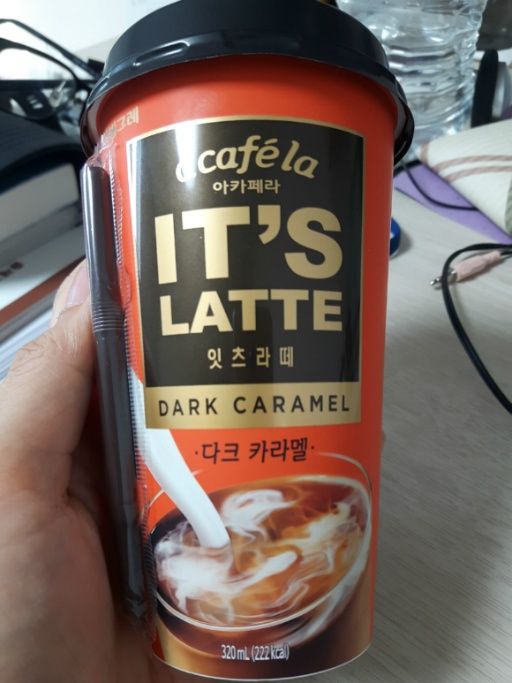 acaféla
아카페라
IT'S
LATTE
잇츠라떼
DARK CARAMEL
·다크 카라멜·
320mL (222 kcal)